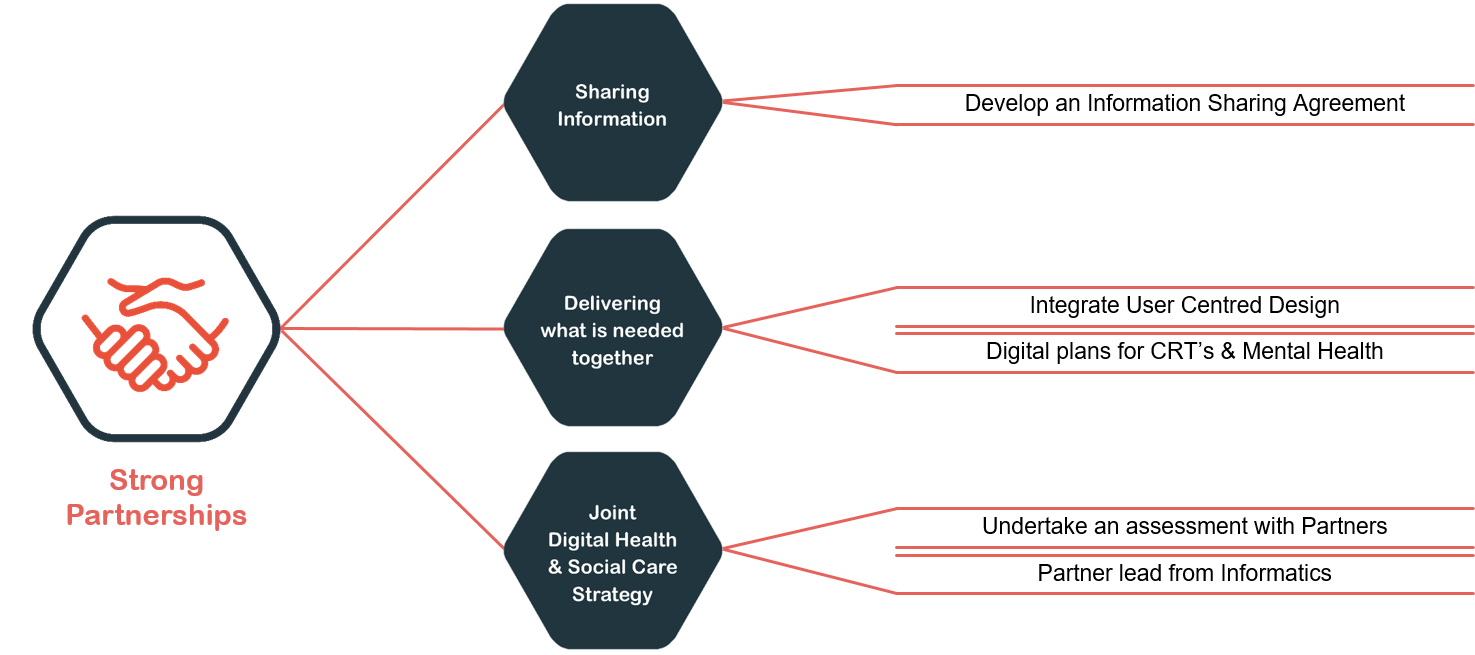 Strong
Partnerships
Sharing
Information
Develop an Information Sharing Agreement
Delivering
what is needed
together
Integrate User Centred Design
Digital plans for CRT’s & Mental Health
Joint
Digital Health
& Social Care
Strategy
Undertake an assessment with Partners
Partner lead from Informatics